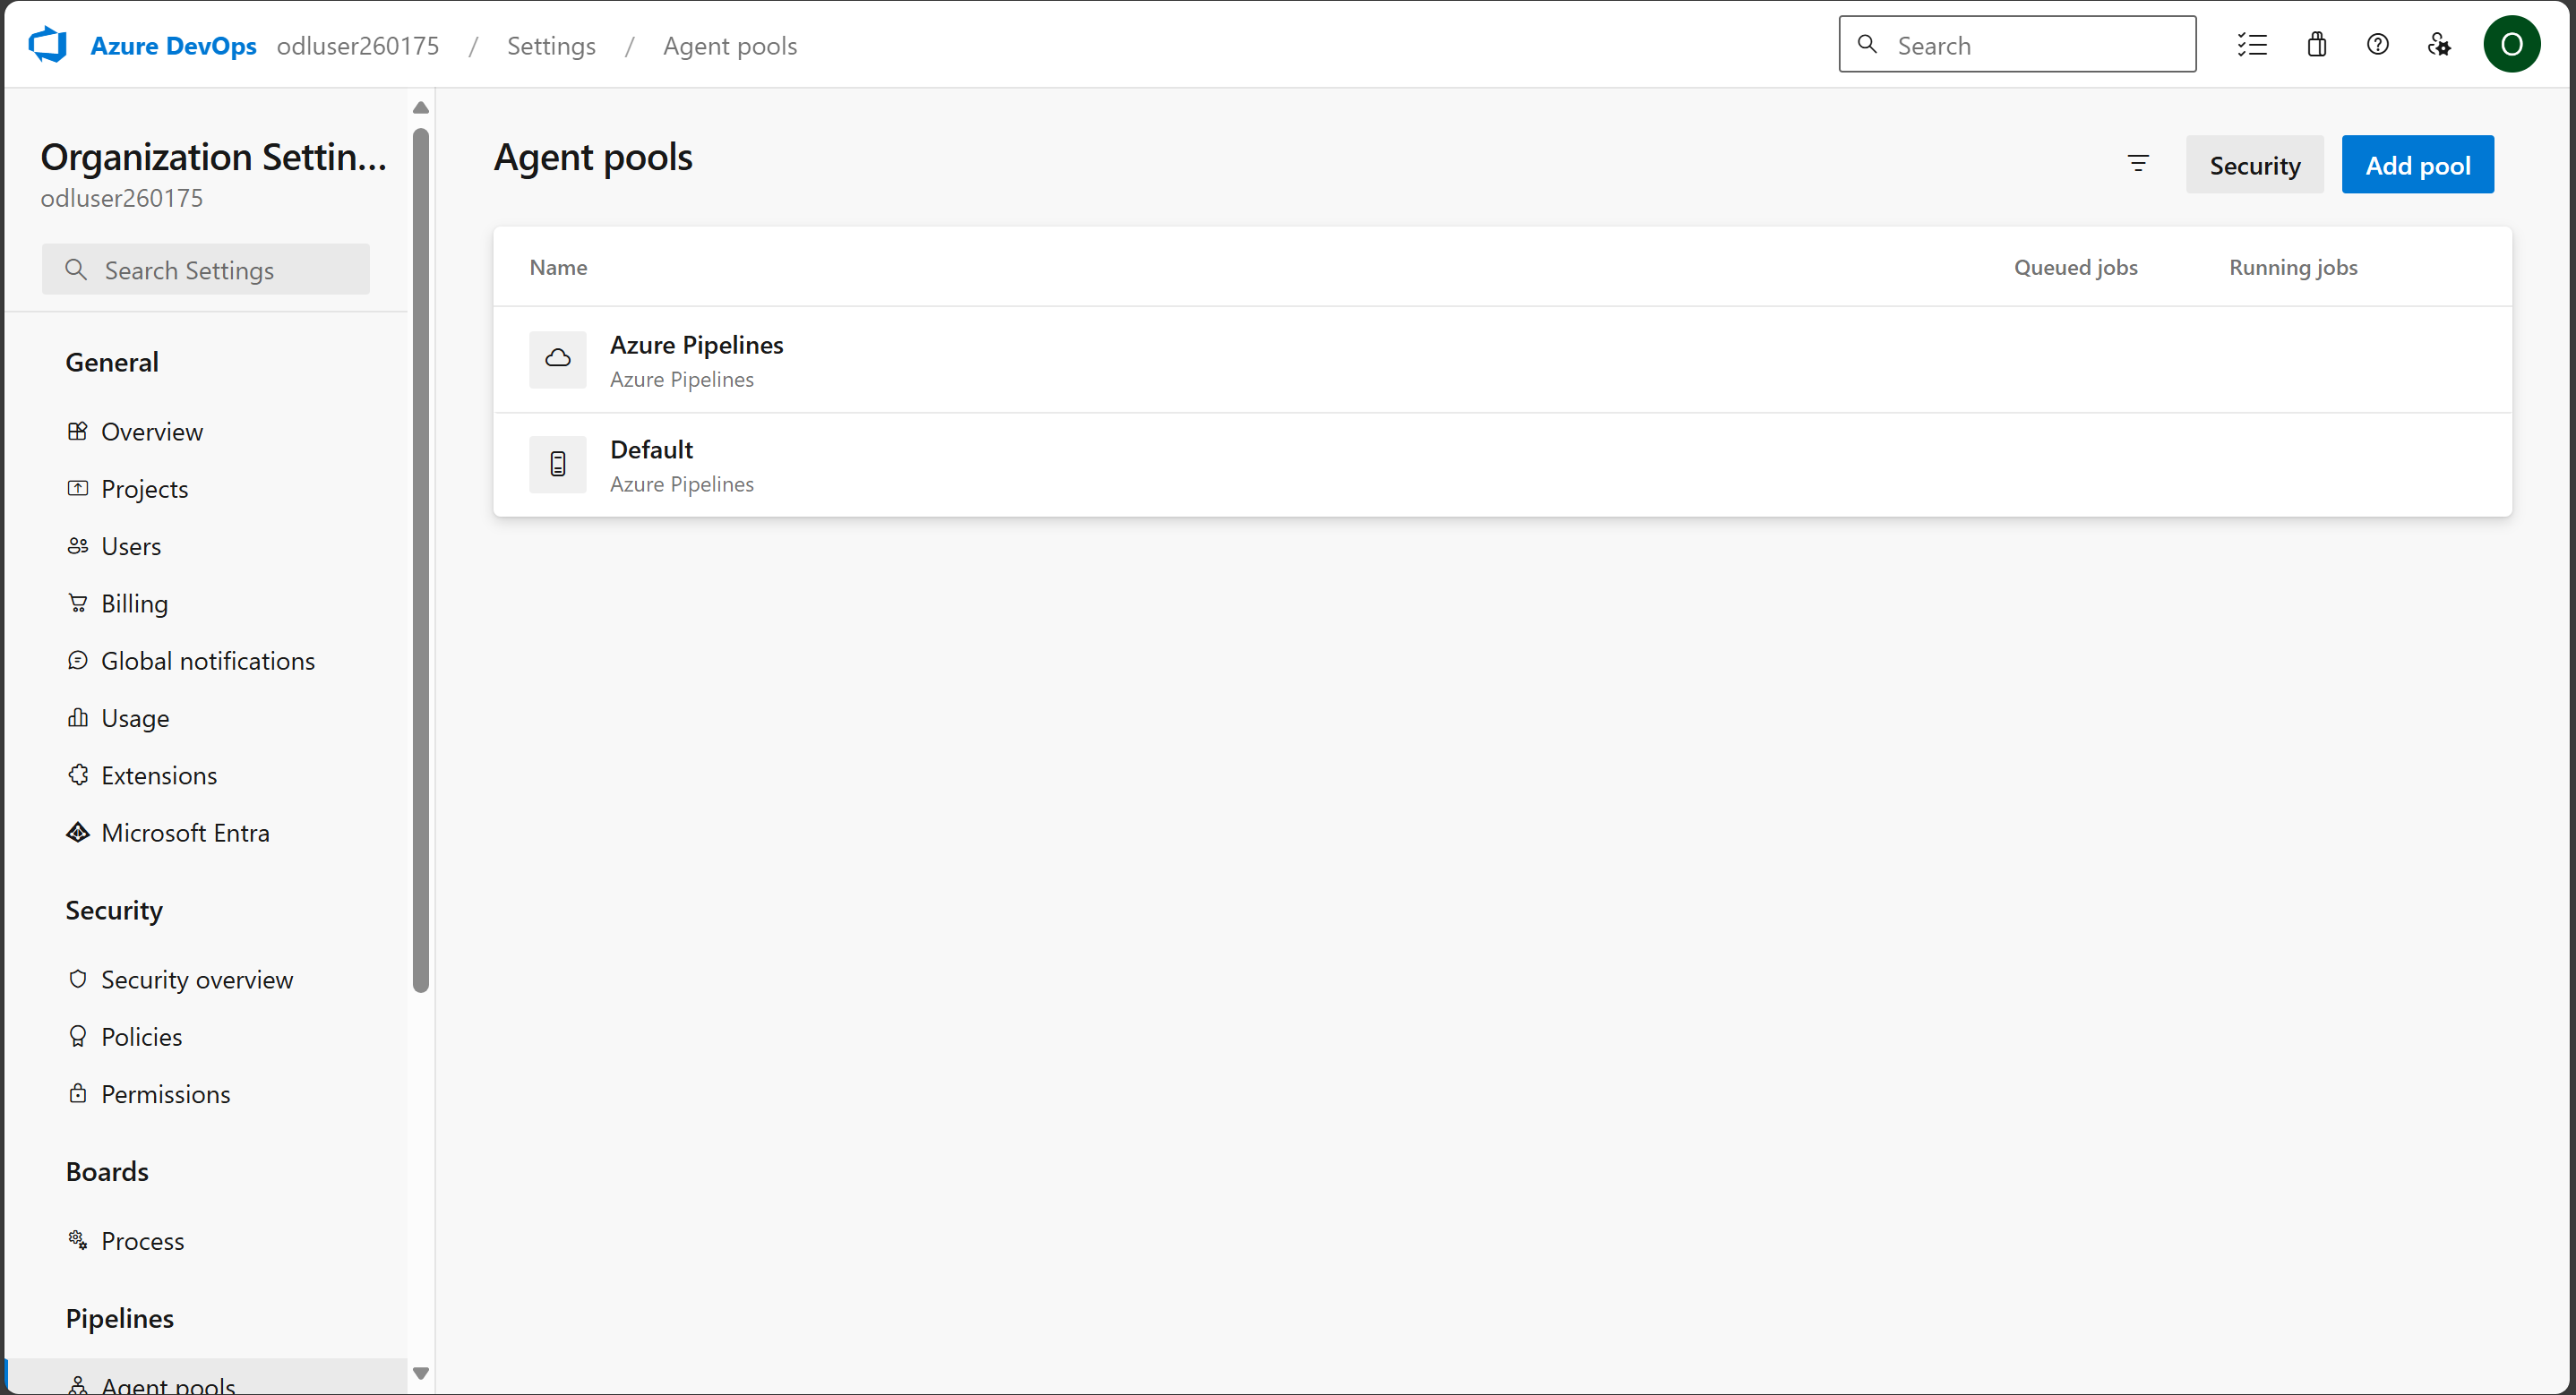 Azure DevOps odluser260175 / Settings / Agent pools
Search
O
Organization Settin...
odluser260175
Search Settings
General
Overview
Projects
Users
Billing
Global notifications
Usage
Extensions
Microsoft Entra
Security
Security overview
Policies
Permissions
Boards
Process
Pipelines
Agent pools
Agent pools
Security
Add pool
Name Queued jobs Running jobs
Azure Pipelines
Azure Pipelines
Default
Azure Pipelines